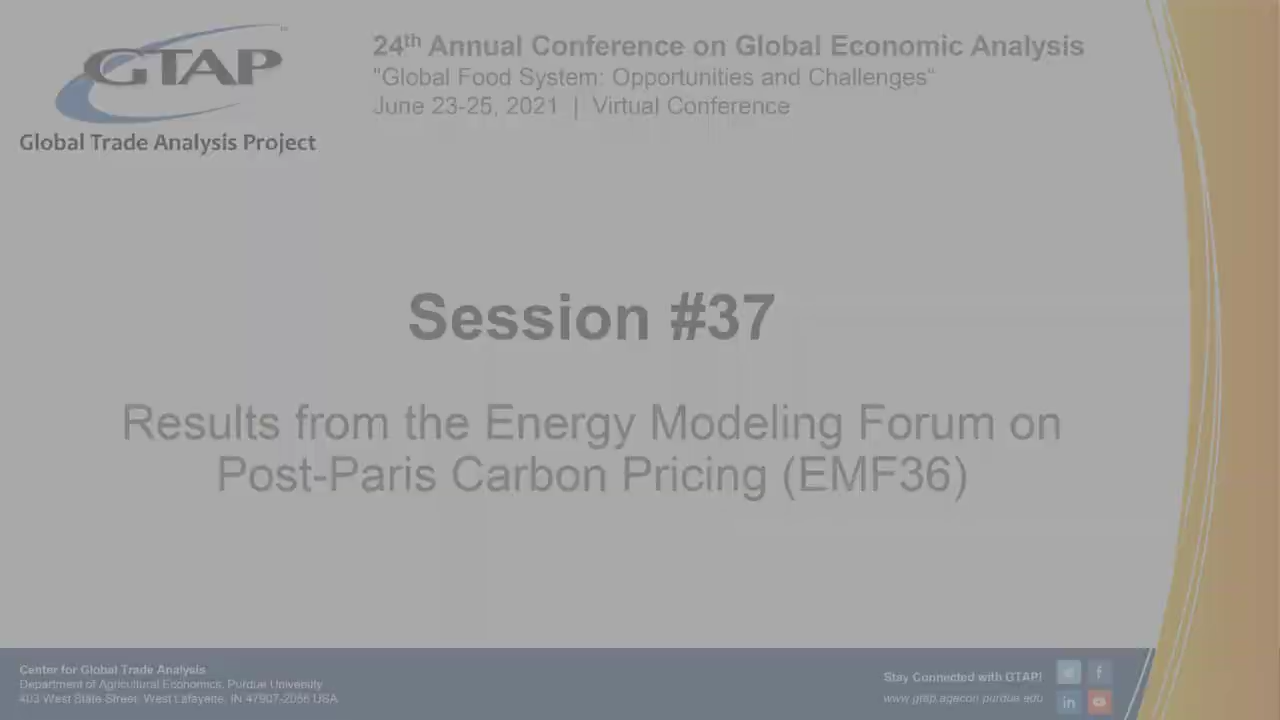 GTAP
TM
Global Trade Analysis Project
24th Annual Conference on Global Economic Analysis
"Global Food System: Opportunities and Challenges“
June 23-25, 2021 | Virtual Conference
Session #37
Results from the Energy Modeling Forum on
Post-Paris Carbon Pricing (EMF36)
Center for Global Trade Analysis
Department of Agricultural Economics, Purdue University
403 West State Street, West Lafayette, IN 47907-2056 USA
Stay Connected with GTAP!
www.gtap.agecon.purdue.edu
f
in